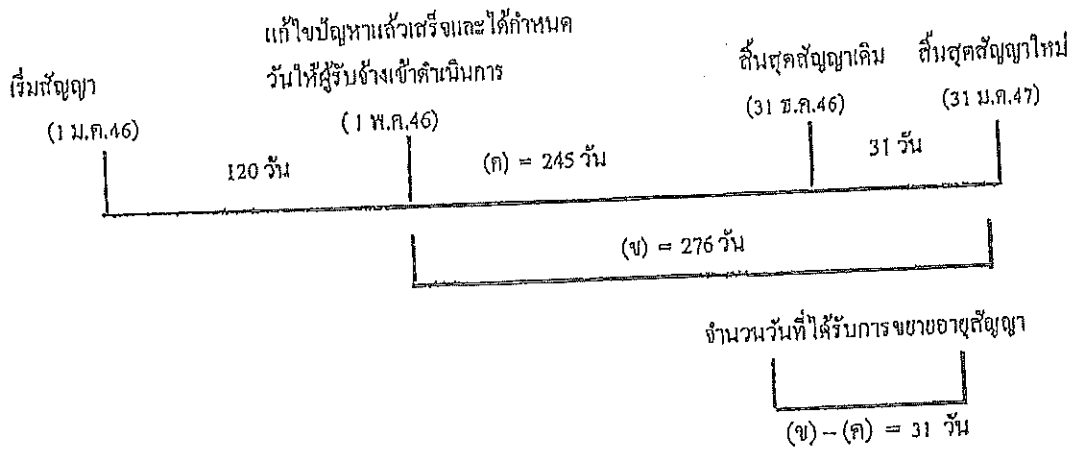 แก้ไขปัญหาแล้วเสร็จและได้กำหนด
วันให้ผู้รับจ้างเข้าดำเนินการ
เริ่มสัญญา
สิ้นสุดสัญญาเดิม
สิ้นสุดสัญญาใหม่
(1 ม.ค.46)
(1 พ.ค.46)
(31 ธ.ค.46)
(31 ม.ค.47)
120 วัน
(ค) = 245 วัน
31 วัน
(ข) = 276 วัน
จำนวนวันที่ได้รับการขยายอายุสัญญา
(ข) – (ค) = 31 วัน